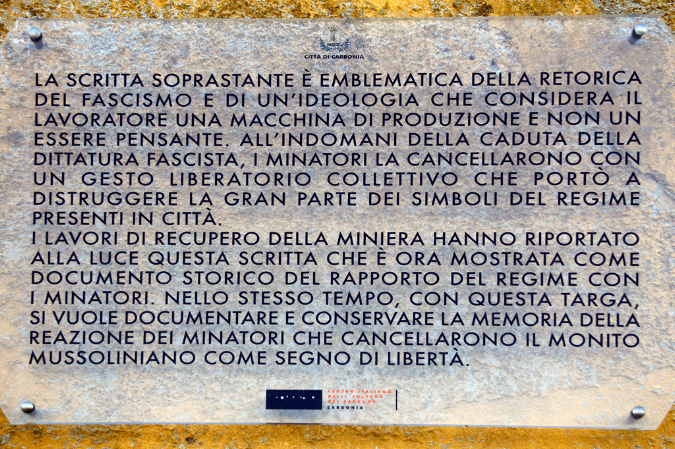 CITTÀ DI CARBONIA
LA SCRITTA SOPRASTANTE È EMBLEMATICA DELLA RETORICA
DEL FASCISMO E DI UN'IDEOLOGIA CHE CONSIDERA IL
LAVORATORE UNA MACCHINA DI PRODUZIONE E NON UN
ESSERE PENSANTE. ALL'INDOMANI DELLA CADUTA DELLA
DITTATURA FASCISTA, I MINATORI LA CANCELLARONO CON
UN GESTO LIBERATORIO COLLETTIVO CHE PORTÒ A
DISTRUGGERE LA GRAN PARTE DEI SIMBOLI DEL REGIME
PRESENTI IN CITTÀ.
I LAVORI DI RECUPERO DELLA MINIERA HANNO RIPORTATO
ALLA LUCE QUESTA SCRITTA CHE È ORA MOSTRATA COME
DOCUMENTO STORICO DEL RAPPORTO DEL REGIME CON
I MINATORI. NELLO STESSO TEMPO, CON QUESTA TARGA,
SI VUOLE DOCUMENTARE E CONSERVARE LA MEMORIA DELLA
REAZIONE DEI MINATORI CHE CANCELLARONO IL MONITO
MUSSOLINIANO COME SEGNO DI LIBERTÀ.
CENTRO ITALIANO
DELLA CULTURA
DEL CARBONE
CARBONIA